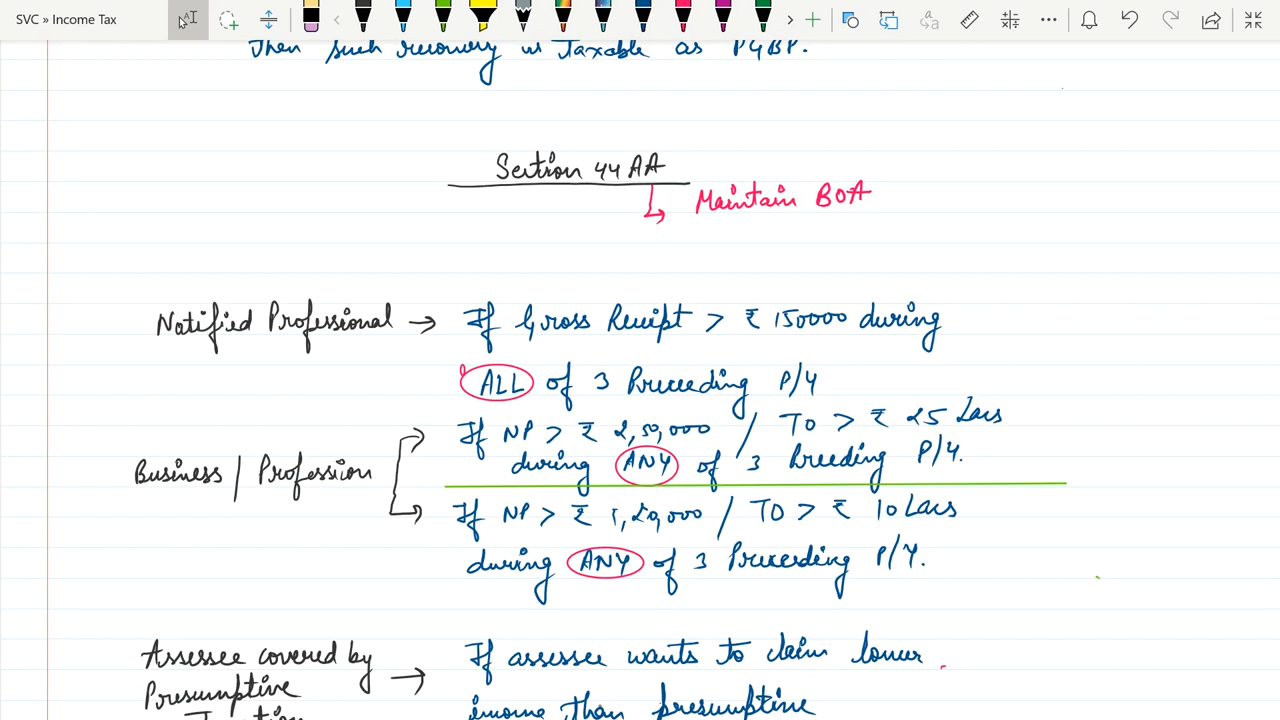 SVC » Income Tax
Then such recovery is taxable as PGBP.
Section 44 AA
Maintain BOA
Notified Professional → If Gross Receipt > ₹ 150000 during
ALL of 3 Preceding P/Y
Business / Profession
If NP > ₹ 2,50,000 / TO > ₹ 25 Lacs
during ANY of 3 Preeding P/Y.
If NP > ₹ 1,20,000 / TO > ₹ 10 Lacs
during ANY of 3 Preceeding P/Y.
Assessee covered by Presumptive →
If assessee wants to claim lower
income than presumptive